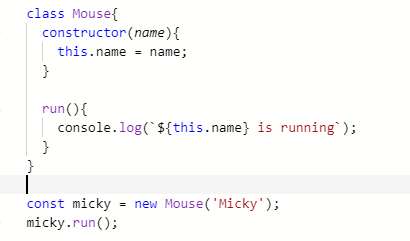 class Mouse{
  constructor(name){
    this.name = name;
  }
  run(){
    console.log(`${this.name} is running`);
  }
}
const micky = new Mouse('Micky');
micky.run();